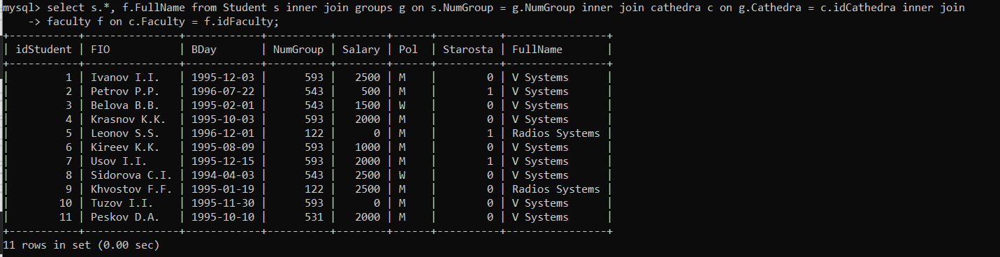 mysql> select s.*, f.FullName from Student s inner join groups g on s.NumGroup = g.NumGroup inner join cathedra c on g.Cathedra = c.idCathedra inner join
    -> faculty f on c.Faculty = f.idFaculty;
+-----------+--------------+------------+----------+--------+------+----------+----------------+
| idStudent | FIO           | BDay       | NumGroup | Salary | Pol  | Starosta | FullName       |
+-----------+--------------+------------+----------+--------+------+----------+----------------+
|         1 | Ivanov I.I.   | 1995-12-03 |      593 |   2500 | M    |        0 | V Systems      |
|         2 | Petrov P.P.   | 1996-07-22 |      543 |    500 | M    |        1 | V Systems      |
|         3 | Belova B.B.   | 1995-02-01 |      543 |   1500 | W    |        0 | V Systems      |
|         4 | Krasnov K.K.  | 1995-10-03 |      593 |   2000 | M    |        0 | V Systems      |
|         5 | Leonov S.S.   | 1996-12-01 |      122 |      0 | M    |        1 | Radios Systems |
|         6 | Kireev K.K.   | 1995-08-09 |      593 |   1000 | M    |        0 | V Systems      |
|         7 | Usov I.I.     | 1995-12-15 |      593 |   2000 | M    |        1 | V Systems      |
|         8 | Sidorova C.I. | 1994-04-03 |      543 |   2500 | W    |        0 | V Systems      |
|         9 | Khvostov F.F. | 1995-01-19 |      122 |   2500 | M    |        0 | Radios Systems |
|        10 | Tuzov I.I.    | 1995-11-30 |      593 |      0 | M    |        0 | V Systems      |
|        11 | Peskov D.A.   | 1995-10-10 |      531 |   2000 | M    |        0 | V Systems      |
+-----------+--------------+------------+----------+--------+------+----------+----------------+
11 rows in set (0.00 sec)